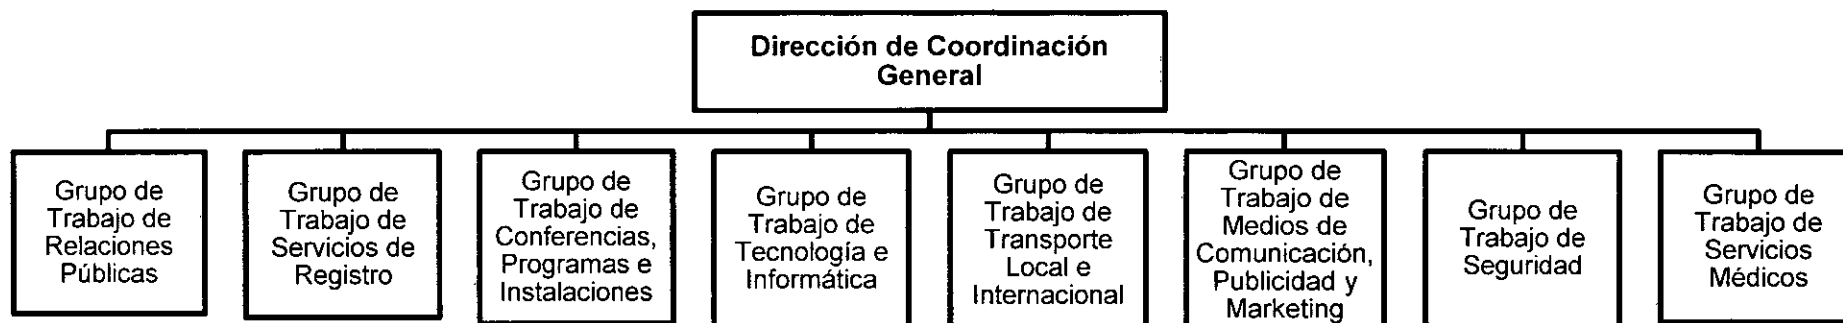 Dirección de Coordinación
General
Grupo de
Trabajo de
Relaciones
Públicas
Grupo de
Trabajo de
Servicios de
Registro
Grupo de
Trabajo de
Conferencias,
Programas e
Instalaciones
Grupo de
Trabajo de
Tecnología e
Informática
Grupo de
Trabajo de
Transporte
Local e
Internacional
Grupo de
Trabajo de
Medios de
Comunicación,
Publicidad y
Marketing
Grupo de
Trabajo de
Seguridad
Grupo de
Trabajo de
Servicios
Médicos